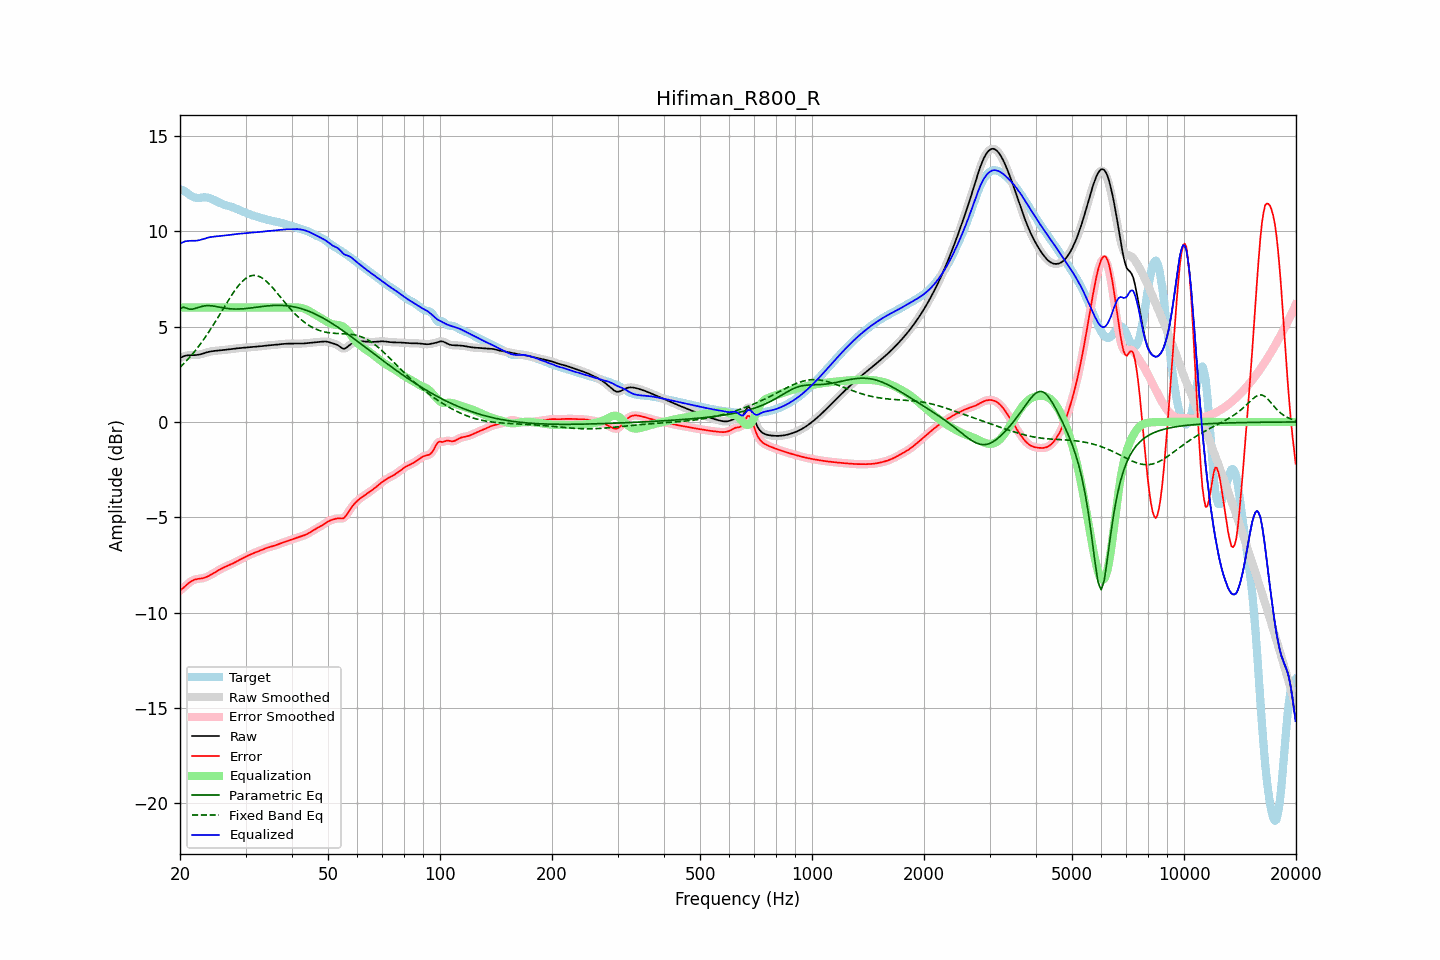 Hifiman_R800_R
15
10
5
0
−5
−10
−15
−20
Amplitude (dBr)
Target
Raw Smoothed
Error Smoothed
Raw
Error
Equalization
Parametric Eq
Fixed Band Eq
Equalized
20
50
100
200
500
1000
2000
5000
10000
20000
Frequency (Hz)